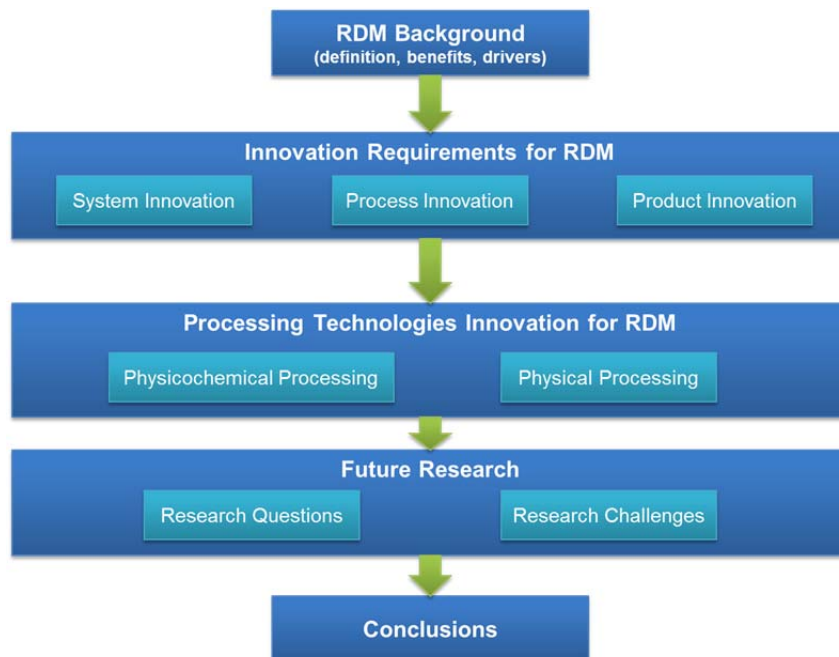 RDM Background
(definition, benefits, drivers)
Innovation Requirements for RDM
System Innovation
Process Innovation
Product Innovation
Processing Technologies Innovation for RDM
Physicochemical Processing
Physical Processing
Future Research
Research Questions
Research Challenges
Conclusions